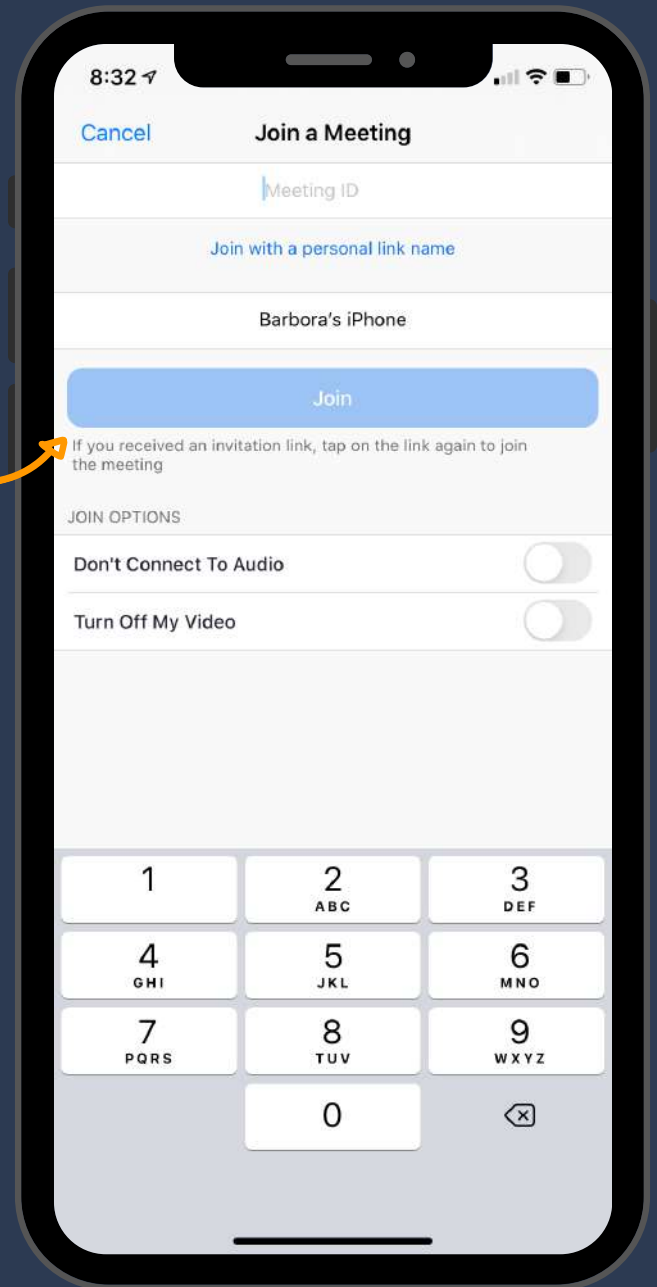 8:32
Cancel
Join a Meeting
Meeting ID
Join with a personal link name
Barbora's iPhone
Join
If you received an invitation link, tap on the link again to join
the meeting
JOIN OPTIONS
Don't Connect To Audio
Turn Off My Video
1
2
ABC
3
DEF
4
GHI
5
JKL
6
MNO
7
PQRS
8
TUV
9
WXYZ
0